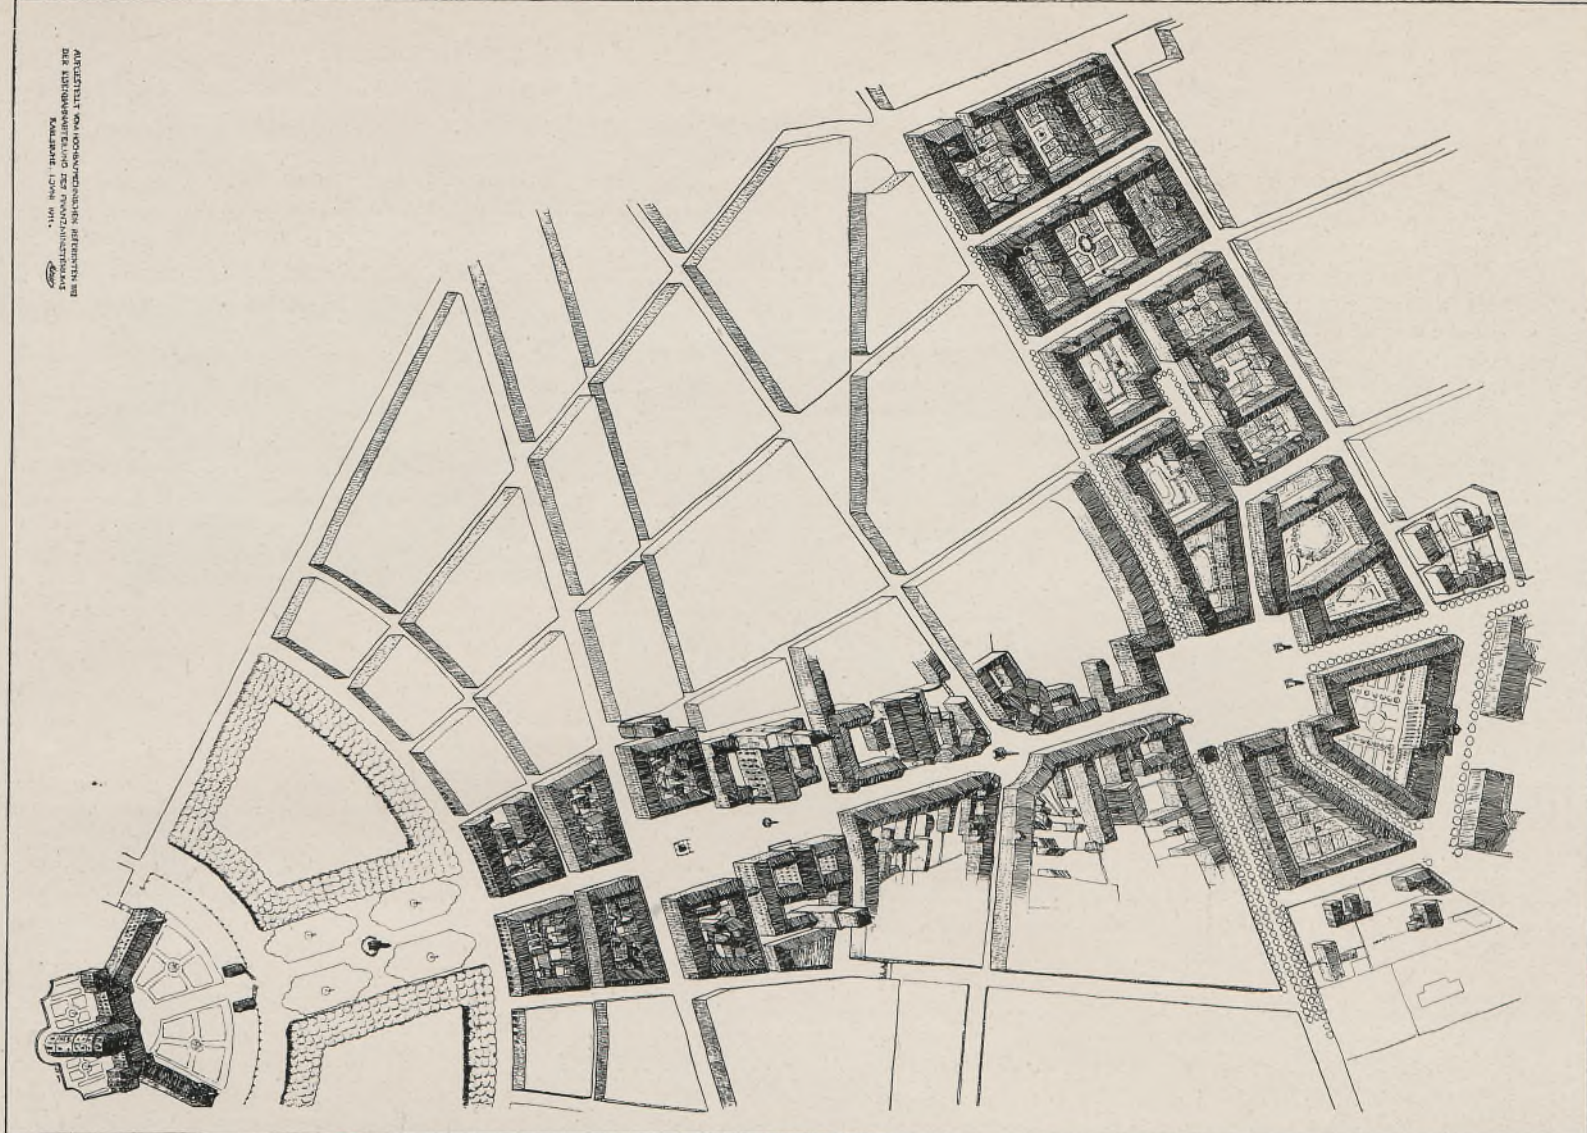 AUFGESTELLT VOM HOCHBAUTECHNISCHEN REFERENTEN BEI
DER EISENBAHNABTEILUNG DES FINANZMINISTERIUMS
KARLSRUHE. 1. JUNI 1911.